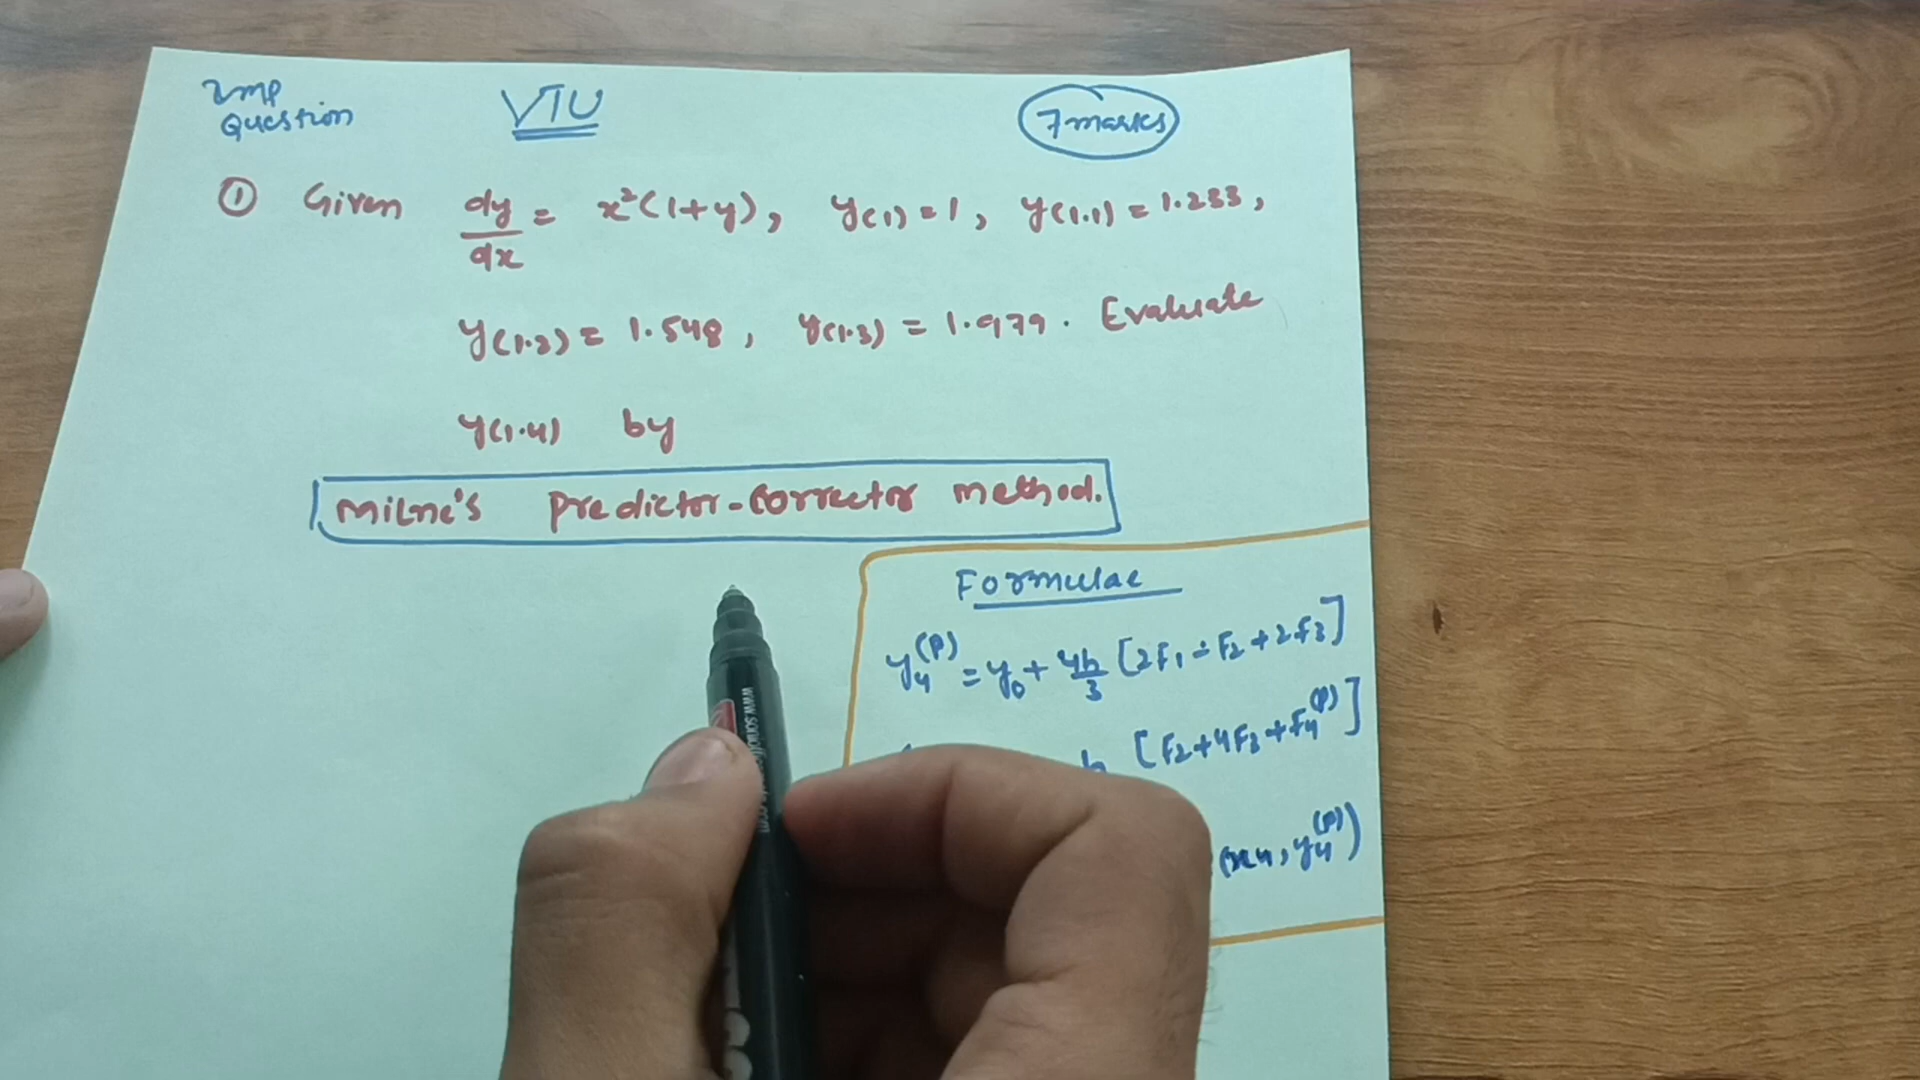 Imp
Question
VTU
7 marks
① Given dy/dx = x²(1+y), y(1) = 1, y(1.1) = 1.233,
y(1.2) = 1.548, y(1.3) = 1.979. Evaluate
y(1.4) by
Milne's Predictor-Corrector method.
Formulae
y₄⁽ᴾ⁾ = y₀ + 4h/3 [2F₁ - F₂ + 2F₃]
h [F₂+4F₃+F₄⁽ᴾ⁾]
(x₄, y₄⁽ᴾ⁾)